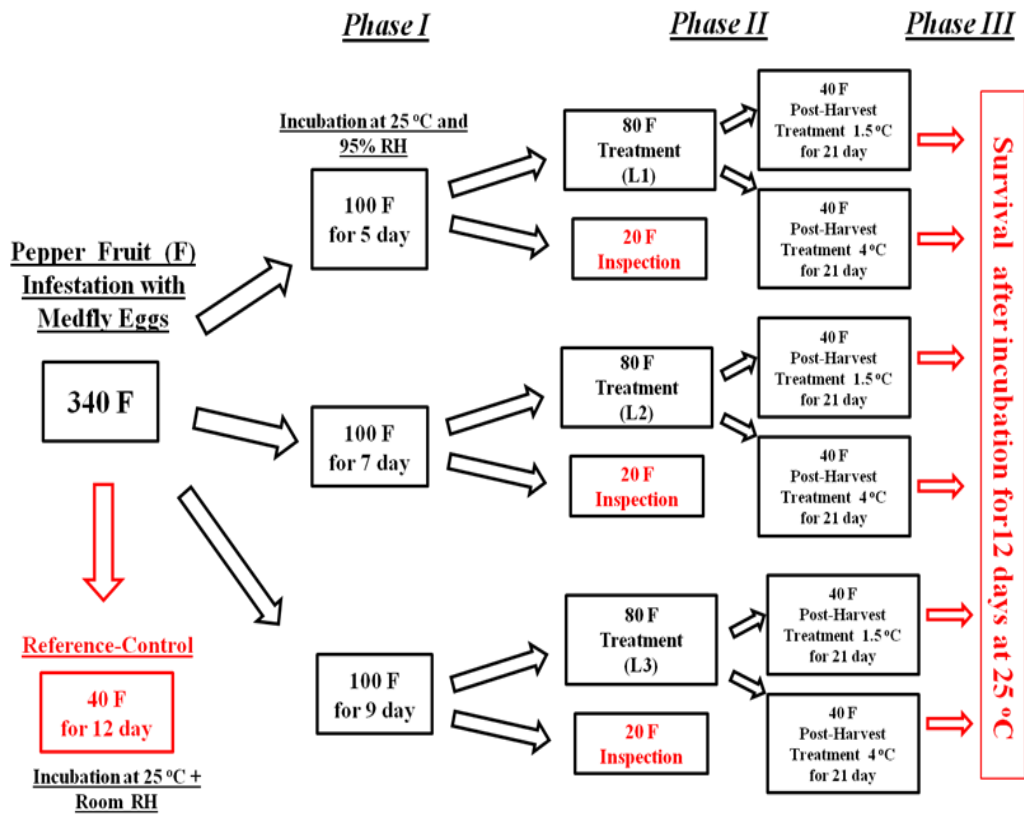 Phase I
Phase II
Phase III
Pepper Fruit (F)
Infestation with
Medfly Eggs
340 F
Reference-Control
40 F
for 12 day
Incubation at 25 °C +
Room RH
Incubation at 25 °C and
95% RH
100 F
for 5 day
80 F
Treatment
(L1)
20 F
Inspection
40 F
Post-Harvest
Treatment 1.5 °C
for 21 day
40 F
Post-Harvest
Treatment 4 °C
for 21 day
100 F
for 7 day
80 F
Treatment
(L2)
20 F
Inspection
40 F
Post-Harvest
Treatment 1.5 °C
for 21 day
40 F
Post-Harvest
Treatment 4 °C
for 21 day
100 F
for 9 day
80 F
Treatment
(L3)
20 F
Inspection
40 F
Post-Harvest
Treatment 1.5 °C
for 21 day
40 F
Post-Harvest
Treatment 4 °C
for 21 day
Survival after incubation for12 days at 25 °C